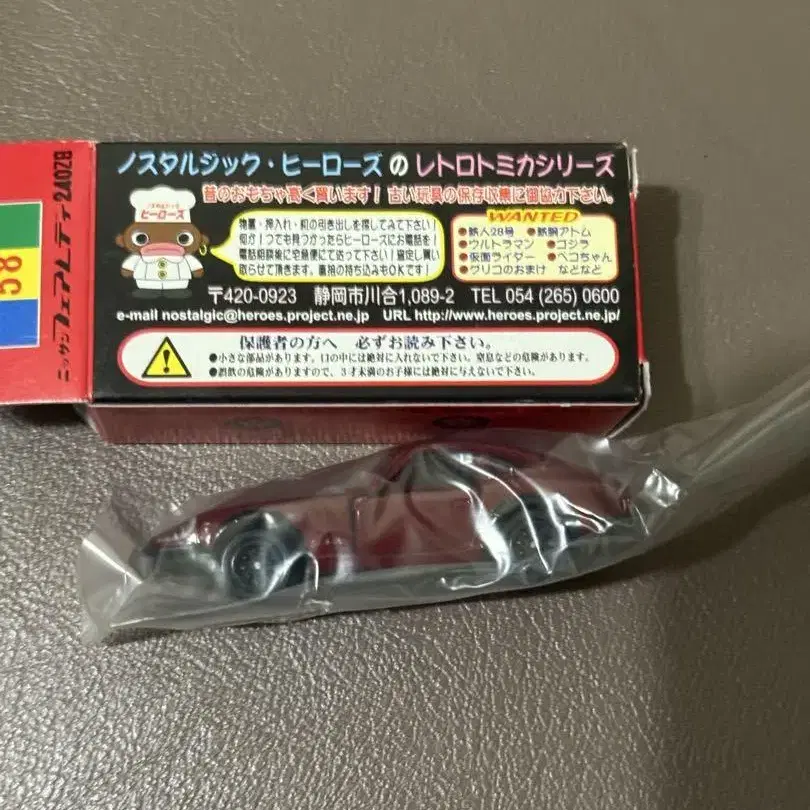 ノスタルジック・ヒーローズ の レトロトミカシリーズ
昔のおもちゃ高く買います！ 古い玩具の保存収集に御協力下さい。
ヒーローズ
物置・押入れ・机の引き出しを探してみて下さい！
何か1つでも見つかったらヒーローズにお電話を！
電話相談後に宅急便にて送って下さい！査定し買い
取らせて頂きます。直接の持ち込みもOKです！
WANTED
●鉄人28号 ●鉄腕アトム
●ウルトラマン ●ゴジラ
●仮面ライダー ●ペコちゃん
●グリコのおまけ などなど
〒420-0923 静岡市川合1,089-2 TEL 054 (265) 0600
e-mail nostalgic@heroes.project.ne.jp URL http://www.heroes.project.ne.jp/
保護者の方へ 必ずお読み下さい。
●小さな部品があります。口の中には絶対に入れないで下さい。窒息などの危険があります。
●誤飲の危険がありますので、3才未満のお子様には絶対に与えないで下さい。
ニッサン フェアレディ 240ZG
8G